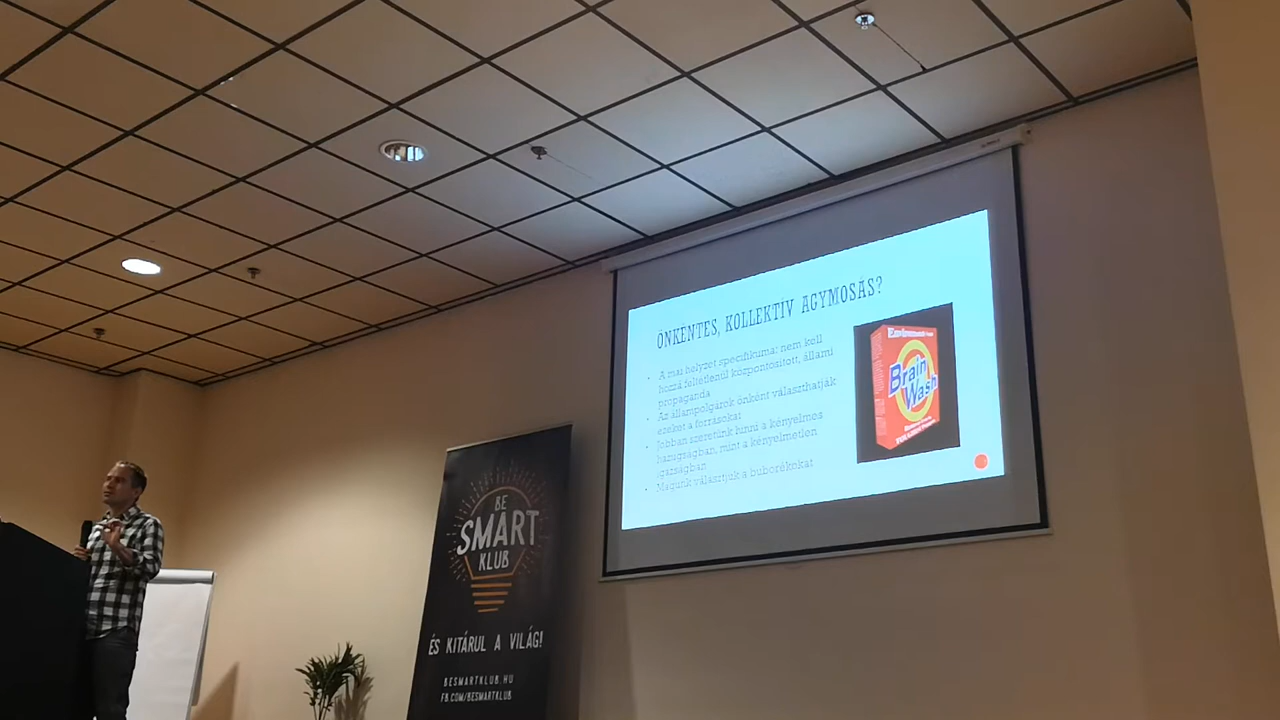 ÖNKÉNTES, KOLLEKTÍV AGYMOSÁS?
A mai helyzet specifikuma: nem kell
hozzá feltétlenül központosított, állami
propaganda
Az állampolgárok önként választhatják
ezeket a forrásokat
Jobban szeretünk hinni a kényelmes
hazugságban, mint a kényelmetlen
igazságban
Magunk választjuk a buborékokat
Brain
Wash
BE
SMART
KLUB
ÉS KITÁRUL A VILÁG!
BESMARTKLUB.HU
FB.COM/BESMARTKLUB